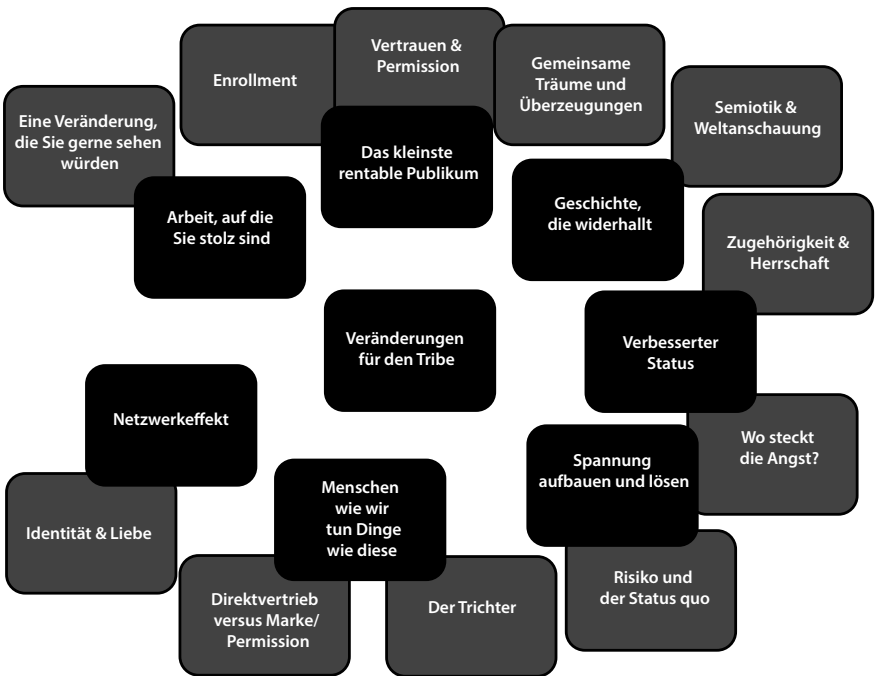 Vertrauen &
Permission
Enrollment
Gemeinsame
Träume und
Überzeugungen
Semiotik &
Weltanschauung
Eine Veränderung,
die Sie gerne sehen
würden
Das kleinste
rentable Publikum
Arbeit, auf die
Sie stolz sind
Geschichte,
die widerhallt
Zugehörigkeit &
Herrschaft
Veränderungen
für den Tribe
Verbesserter
Status
Netzwerkeffekt
Wo steckt
die Angst?
Spannung
aufbauen und lösen
Menschen
wie wir
tun Dinge
wie diese
Identität & Liebe
Risiko und
der Status quo
Direktvertrieb
versus Marke/
Permission
Der Trichter